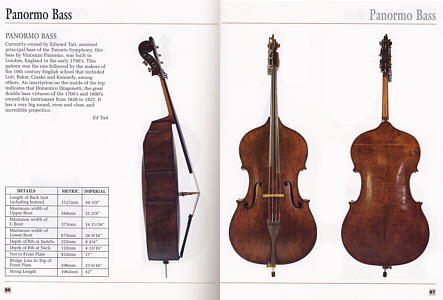 Panormo Bass
PANORMO BASS
Currently owned by Edward Tait, assistant
principal bass of the Toronto Symphony, this
bass by Vincenzo Panormo, was built in
London, England in the early 1790's. This
pattern was the one followed by the makers of
the 19th century English school that included
Lott, Baker, Craske and Kennedy, among
others. An inscription on the inside of the top
indicates that Domenico Dragonetti, the great
double bass virtuoso of the 1700's and 1800's
owned this instrument from 1826 to 1827. It
has a very big sound, even and clear, and
incredible projection.
Ed Tait
DETAILS METRIC IMPERIAL
Length of Back (not
including button) 1127mm 44 3/8"
Maximum width of
Upper Bout 544mm 21 3/8"
Maximum width of
C Bout 373mm 14 11/16"
Maximum width of
Lower Bout 675mm 26 9/16"
Depth of Rib at Saddle 222mm 8 3/4"
Depth of Rib at Neck 122mm 4 13/16"
Nut to Front Plate 432mm 17"
Bridge Line to Top of
Front Plate 598mm 23 9/16"
String Length 1062mm 42"
86
Panormo Bass
87